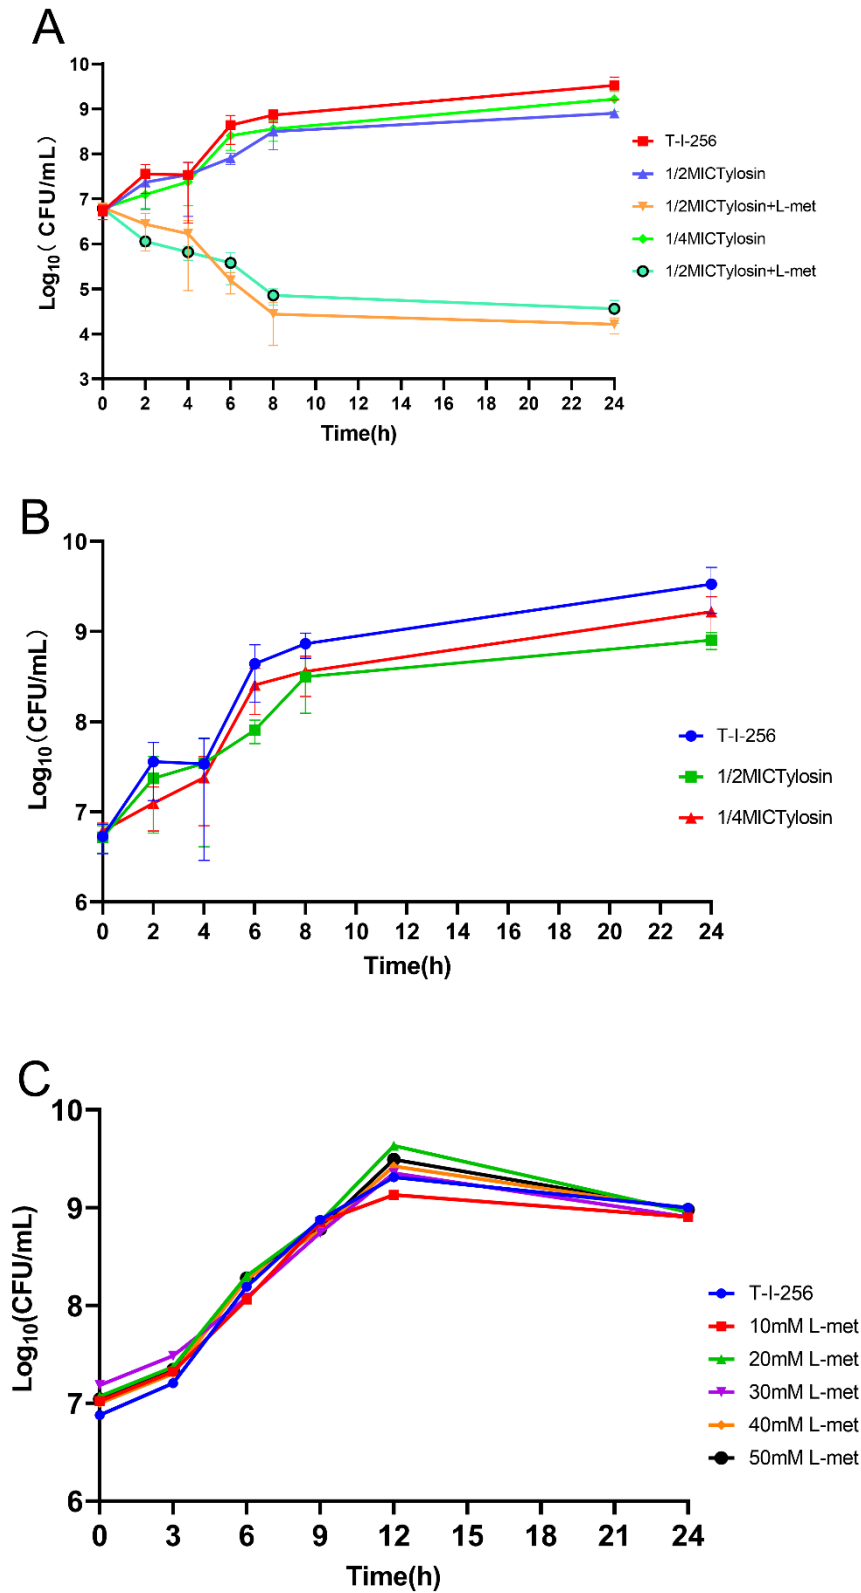 A
10
9
8
7
6
5
4
3
Log10( CFU/mL)
0 2 4 6 8 10 12 14 16 18 20 22 24
Time(h)
T-I-256
1/2MICTylosin
1/2MICTylosin+L-met
1/4MICTylosin
1/2MICTylosin+L-met
B
10
9
8
7
6
Log10(CFU/mL)
0 2 4 6 8 10 12 14 16 18 20 22 24
Time(h)
T-I-256
1/2MICTylosin
1/4MICTylosin
C
10
9
8
7
6
Log10(CFU/mL)
0 3 6 9 12 15 18 21 24
Time(h)
T-I-256
10mM L-met
20mM L-met
30mM L-met
40mM L-met
50mM L-met